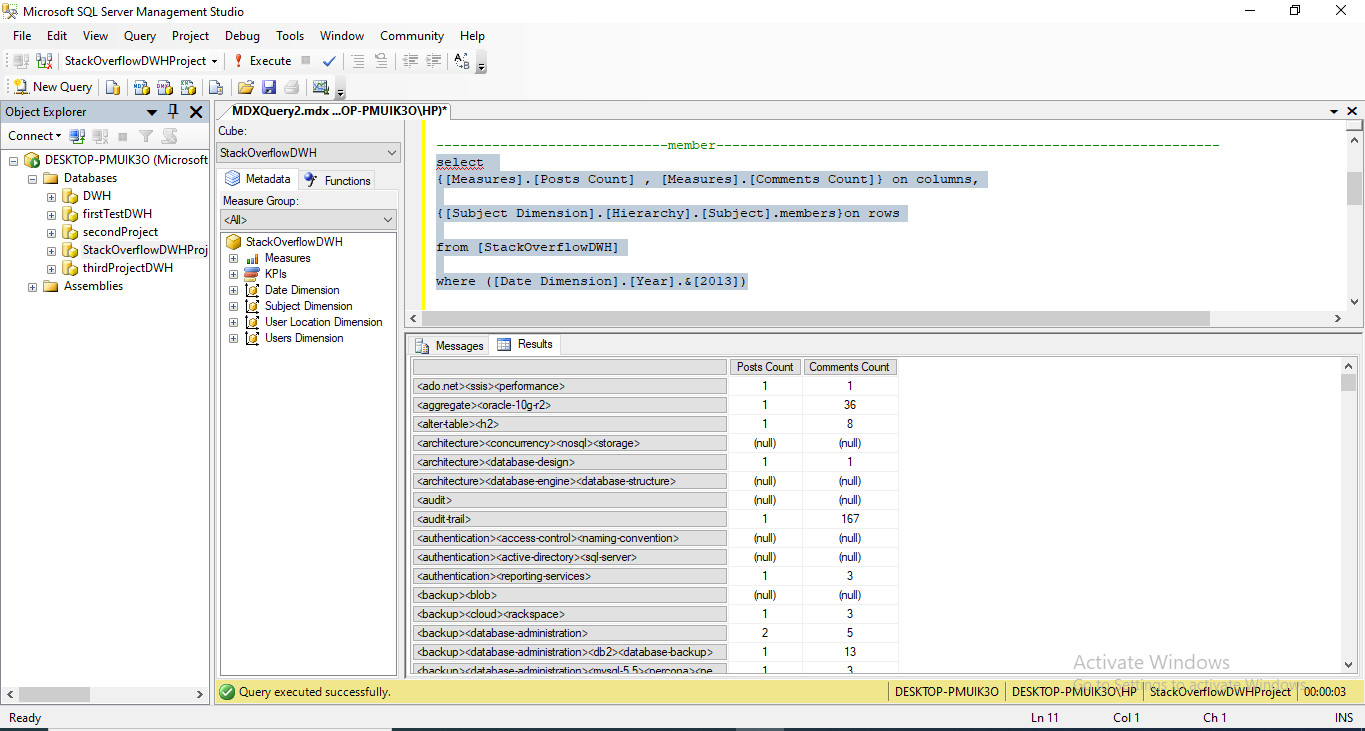 Microsoft SQL Server Management Studio
File Edit View Query Project Debug Tools Window Community Help
StackOverflowDWHProject Execute
New Query
Object Explorer
Connect
DESKTOP-PMUIK3O (Microsoft
Databases
DWH
firstTestDWH
secondProject
StackOverflowDWHProj
thirdProjectDWH
Assemblies
MDXQuery2.mdx ...OP-PMUIK3O\HP)*
Cube:
StackOverflowDWH
Metadata Functions
Measure Group:
<All>
StackOverflowDWH
Measures
KPIs
Date Dimension
Subject Dimension
User Location Dimension
Users Dimension
-----------------------------member---------------------------------------------------------------
select
{[Measures].[Posts Count] , [Measures].[Comments Count]} on columns,
{[Subject Dimension].[Hierarchy].[Subject].members}on rows
from [StackOverflowDWH]
where ([Date Dimension].[Year].&[2013])
Messages Results
Posts Count Comments Count
<ado.net><ssis><performance> 1 1
<aggregate><oracle-10g-r2> 1 36
<alter-table><h2> 1 8
<architecture><concurrency><nosql><storage> (null) (null)
<architecture><database-design> 1 1
<architecture><database-engine><database-structure> (null) (null)
<audit> (null) (null)
<audit-trail> 1 167
<authentication><access-control><naming-convention> (null) (null)
<authentication><active-directory><sql-server> (null) (null)
<authentication><reporting-services> 1 3
<backup><blob> (null) (null)
<backup><cloud><rackspace> 1 3
<backup><database-administration> 2 5
<backup><database-administration><db2><database-backup> 1 13
<backup><database-administration><mysql-5.5><percona><pe 1 3
Activate Windows
Go to Settings to activate Windows.
Query executed successfully. DESKTOP-PMUIK3O DESKTOP-PMUIK3O\HP StackOverflowDWHProject 00:00:03
Ready Ln 11 Col 1 Ch 1 INS